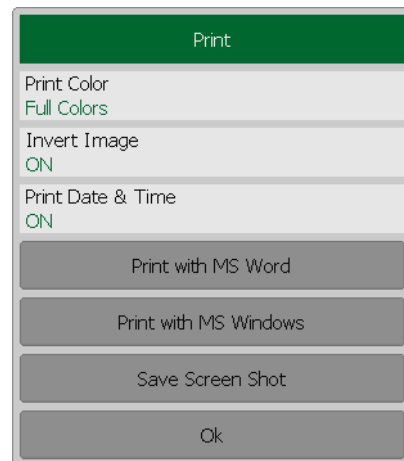 Print
Print Color
Full Colors
Invert Image
ON
Print Date & Time
ON
Print with MS Word
Print with MS Windows
Save Screen Shot
Ok